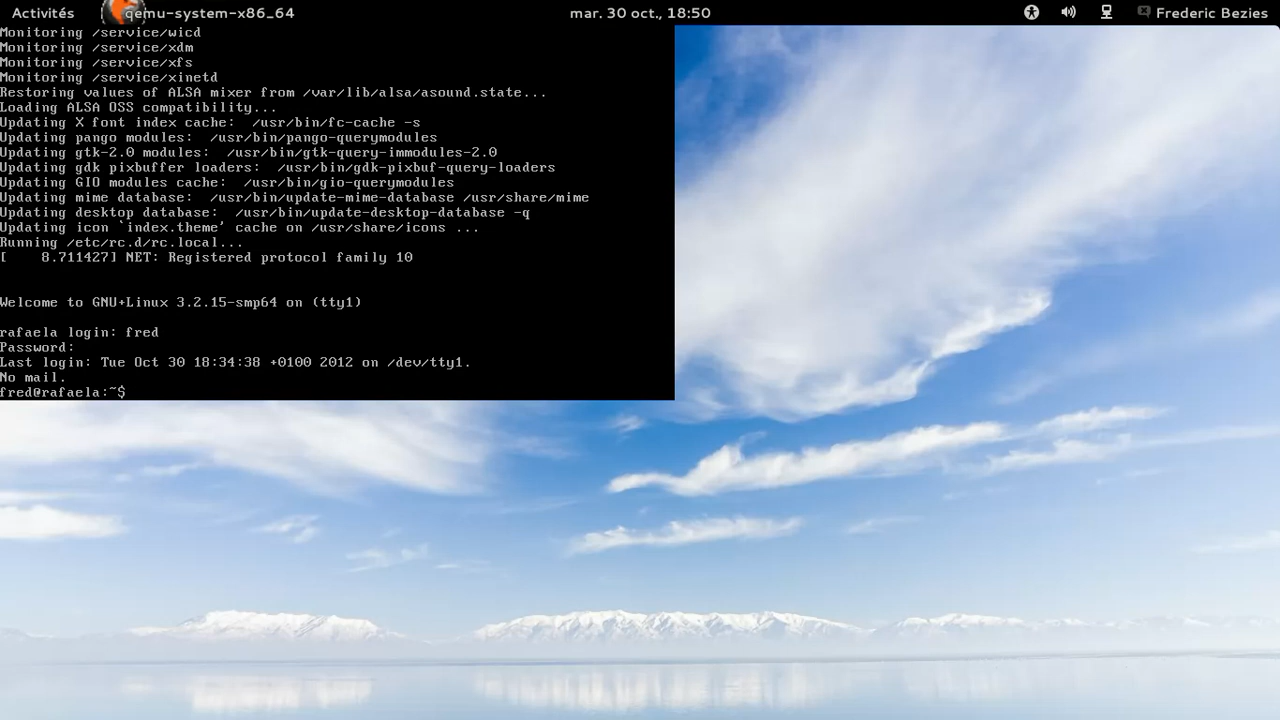 Activités qemu-system-x86_64 mar. 30 oct., 18:50 Frederic Bezies
Monitoring /service/wicd
Monitoring /service/xdm
Monitoring /service/xfs
Monitoring /service/xinetd
Restoring values of ALSA mixer from /var/lib/alsa/asound.state...
Loading ALSA OSS compatibility...
Updating X font index cache:  /usr/bin/fc-cache -s
Updating pango modules:  /usr/bin/pango-querymodules
Updating gtk-2.0 modules:  /usr/bin/gtk-query-immodules-2.0
Updating gdk pixbuffer loaders:  /usr/bin/gdk-pixbuf-query-loaders
Updating GIO modules cache:  /usr/bin/gio-querymodules
Updating mime database:  /usr/bin/update-mime-database /usr/share/mime
Updating desktop database:  /usr/bin/update-desktop-database -q
Updating icon `index.theme' cache on /usr/share/icons ...
Running /etc/rc.d/rc.local...
[    8.711427] NET: Registered protocol family 10
Welcome to GNU+Linux 3.2.15-smp64 on (tty1)
rafaela login: fred
Password:
Last login: Tue Oct 30 18:34:38 +0100 2012 on /dev/tty1.
No mail.
fred@rafaela:~$